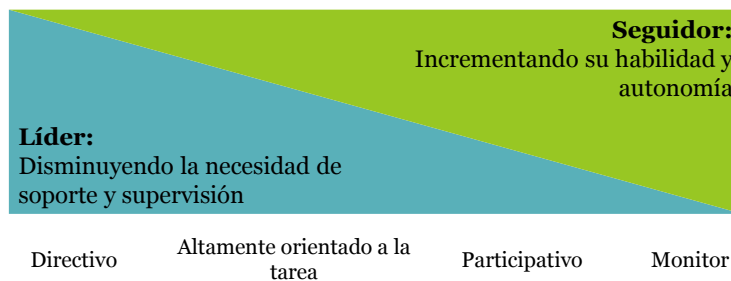 Seguidor:
Incrementando su habilidad y
autonomía
Líder:
Disminuyendo la necesidad de
soporte y supervisión
Directivo
Altamente orientado a la
tarea
Participativo
Monitor